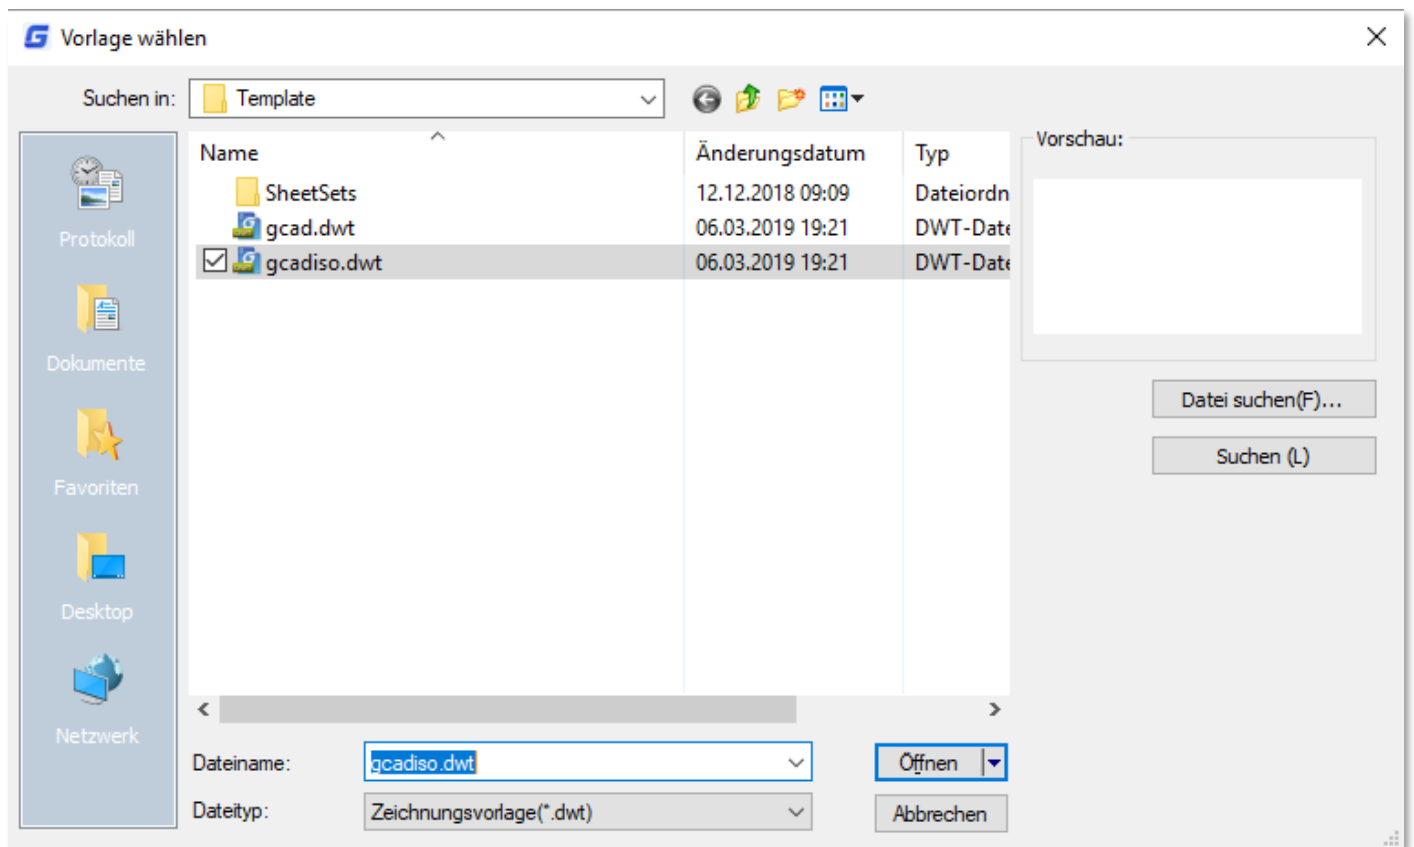 Vorlage wählen
Suchen in: Template
Name Änderungsdatum Typ
SheetSets 12.12.2018 09:09 Dateiordn
gcad.dwt 06.03.2019 19:21 DWT-Date
gcadiso.dwt 06.03.2019 19:21 DWT-Date
Vorschau:
Protokoll
Dokumente
Favoriten
Desktop
Netzwerk
Datei suchen(F)...
Suchen (L)
Dateiname: gcadiso.dwt Öffnen
Dateityp: Zeichnungsvorlage(*.dwt) Abbrechen